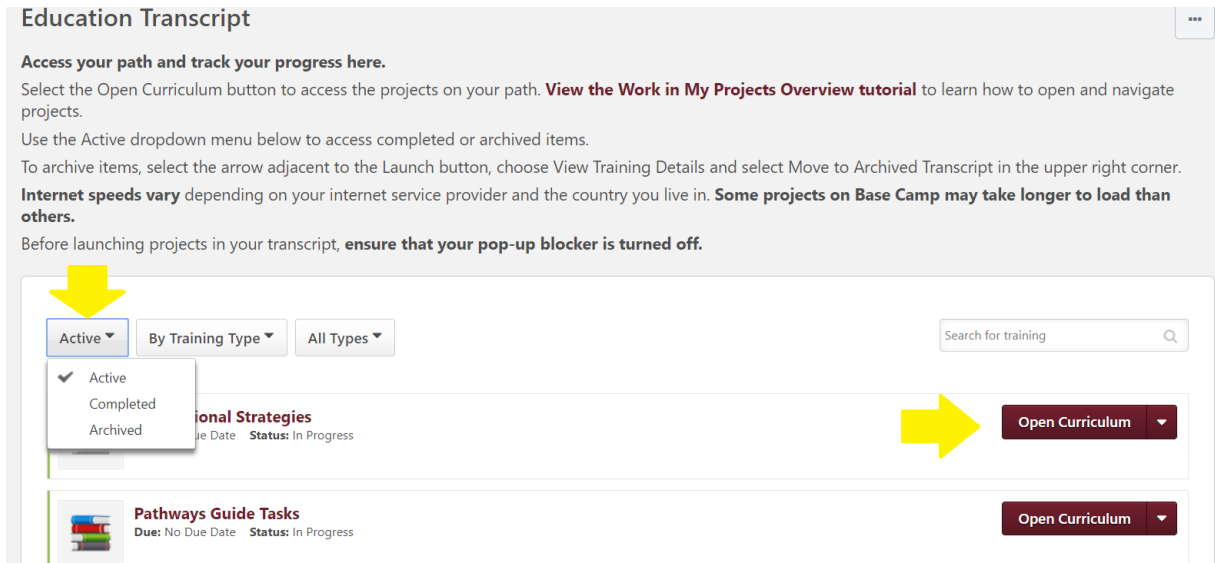 Education Transcript
Access your path and track your progress here.
Select the Open Curriculum button to access the projects on your path. View the Work in My Projects Overview tutorial to learn how to open and navigate
projects.
Use the Active dropdown menu below to access completed or archived items.
To archive items, select the arrow adjacent to the Launch button, choose View Training Details and select Move to Archived Transcript in the upper right corner.
Internet speeds vary depending on your internet service provider and the country you live in. Some projects on Base Camp may take longer to load than
others.
Before launching projects in your transcript, ensure that your pop-up blocker is turned off.
Active By Training Type All Types Search for training
Active
Completed
Archived
Strategies
Date Status: In Progress
Open Curriculum
Pathways Guide Tasks
Due: No Due Date Status: In Progress
Open Curriculum